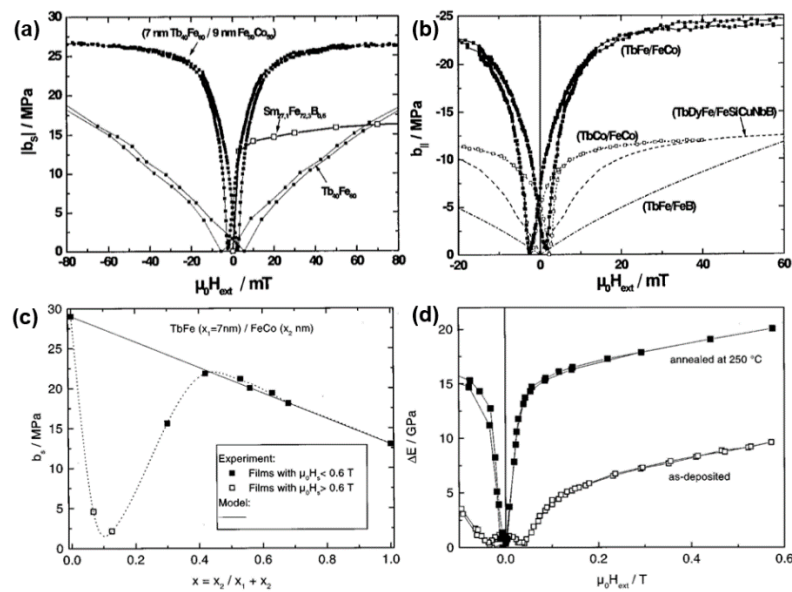 (a)
(7 nm Tb₄₀Fe₆₀ / 9 nm Fe₅₀Co₅₀)
Sm₂₇,₁Fe₇₂,₃B₀,₆
Tb₄₀Fe₆₀
|bₛ| / MPa
30
25
20
15
10
5
0
-80 -60 -40 -20 0 20 40 60 80
μ₀Hₑₓₜ / mT
(b)
(TbFe/FeCo)
(TbDyFe/FeSiCuNbB)
(TbCo/FeCo)
(TbFe/FeB)
b∥ / MPa
-25
-20
-15
-10
-5
-0
-20 0 20 40 60
μ₀Hₑₓₜ / mT
(c)
TbFe (x₁=7nm) / FeCo (x₂ nm)
Experiment:
Films with μ₀Hₛ< 0.6 T
Films with μ₀Hₛ> 0.6 T
Model:
bₛ / MPa
30
25
20
15
10
5
0
0.0 0.2 0.4 0.6 0.8 1.0
x = x₂ / x₁ + x₂
(d)
annealed at 250 °C
as-deposited
ΔE / GPa
20
15
10
5
0
0.0 0.2 0.4 0.6
μ₀Hₑₓₜ / T